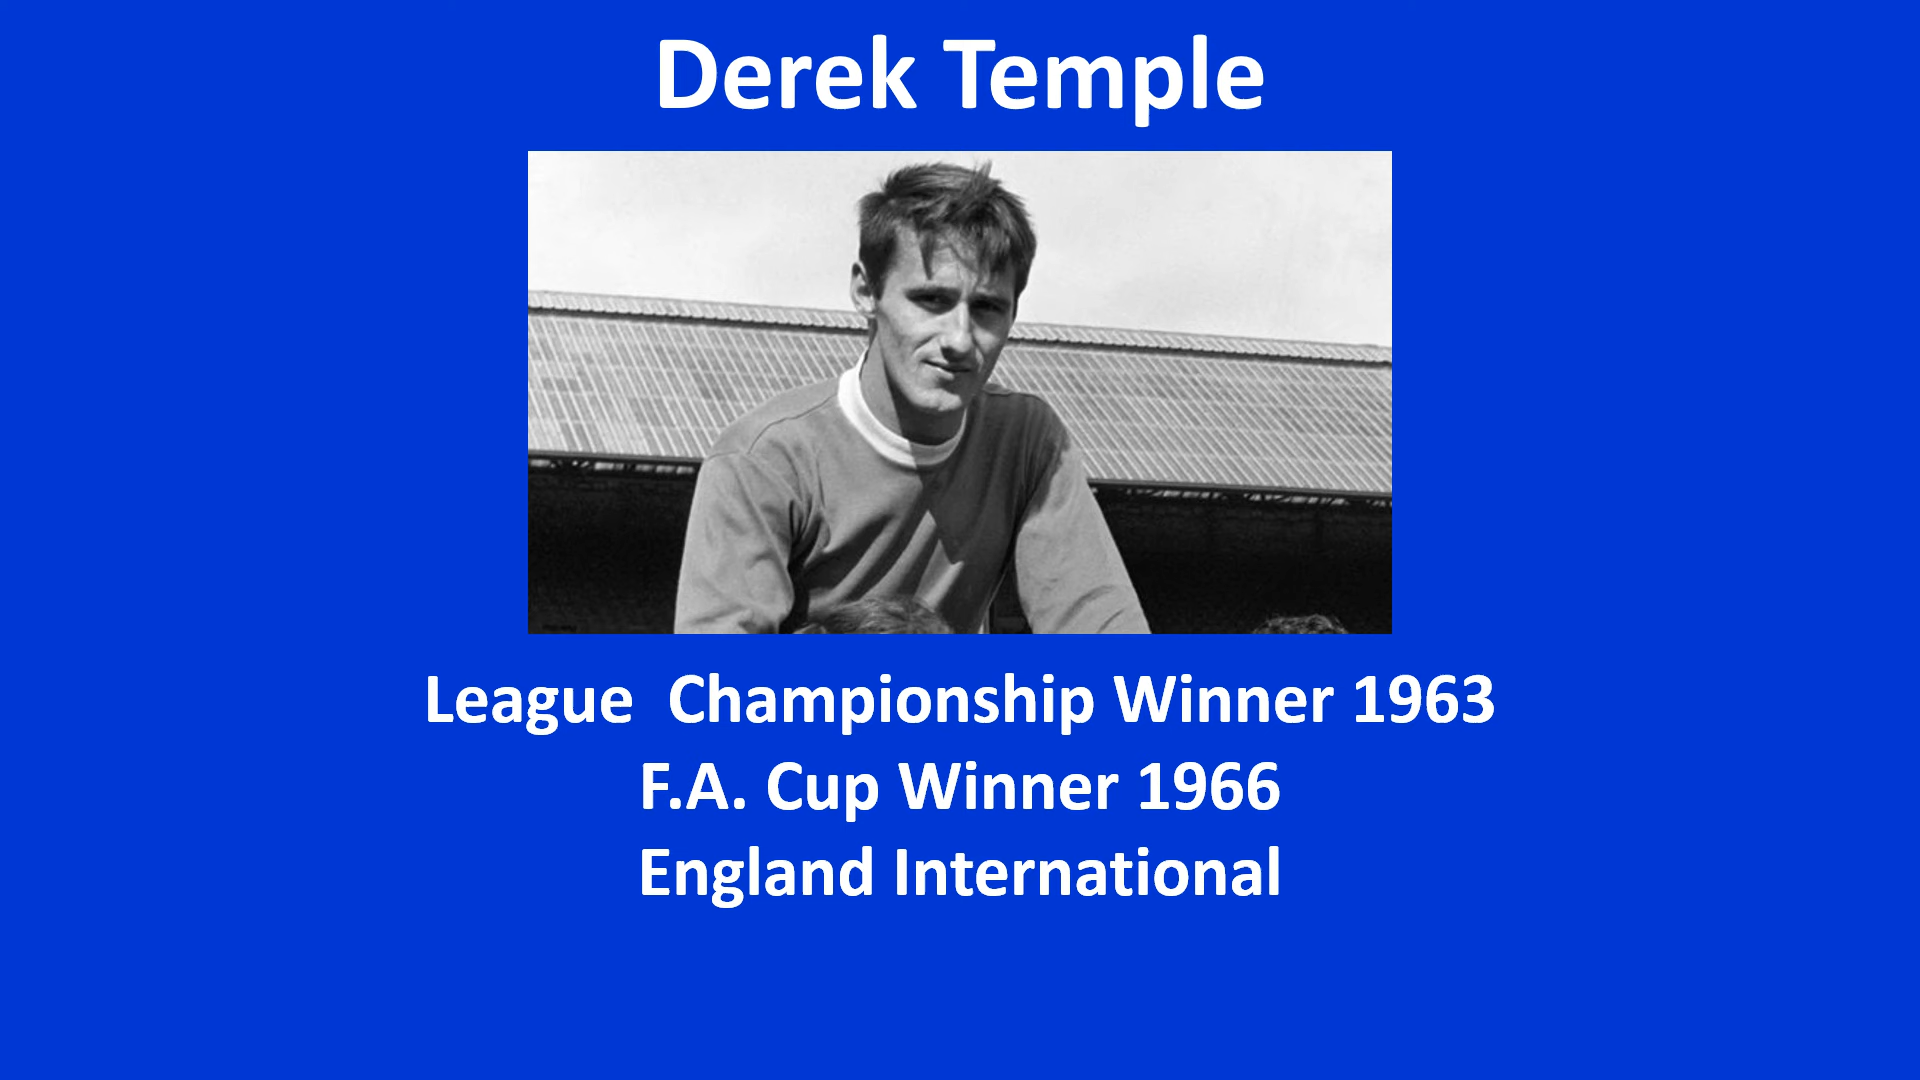 Derek Temple
League  Championship Winner 1963
F.A. Cup Winner 1966
England International